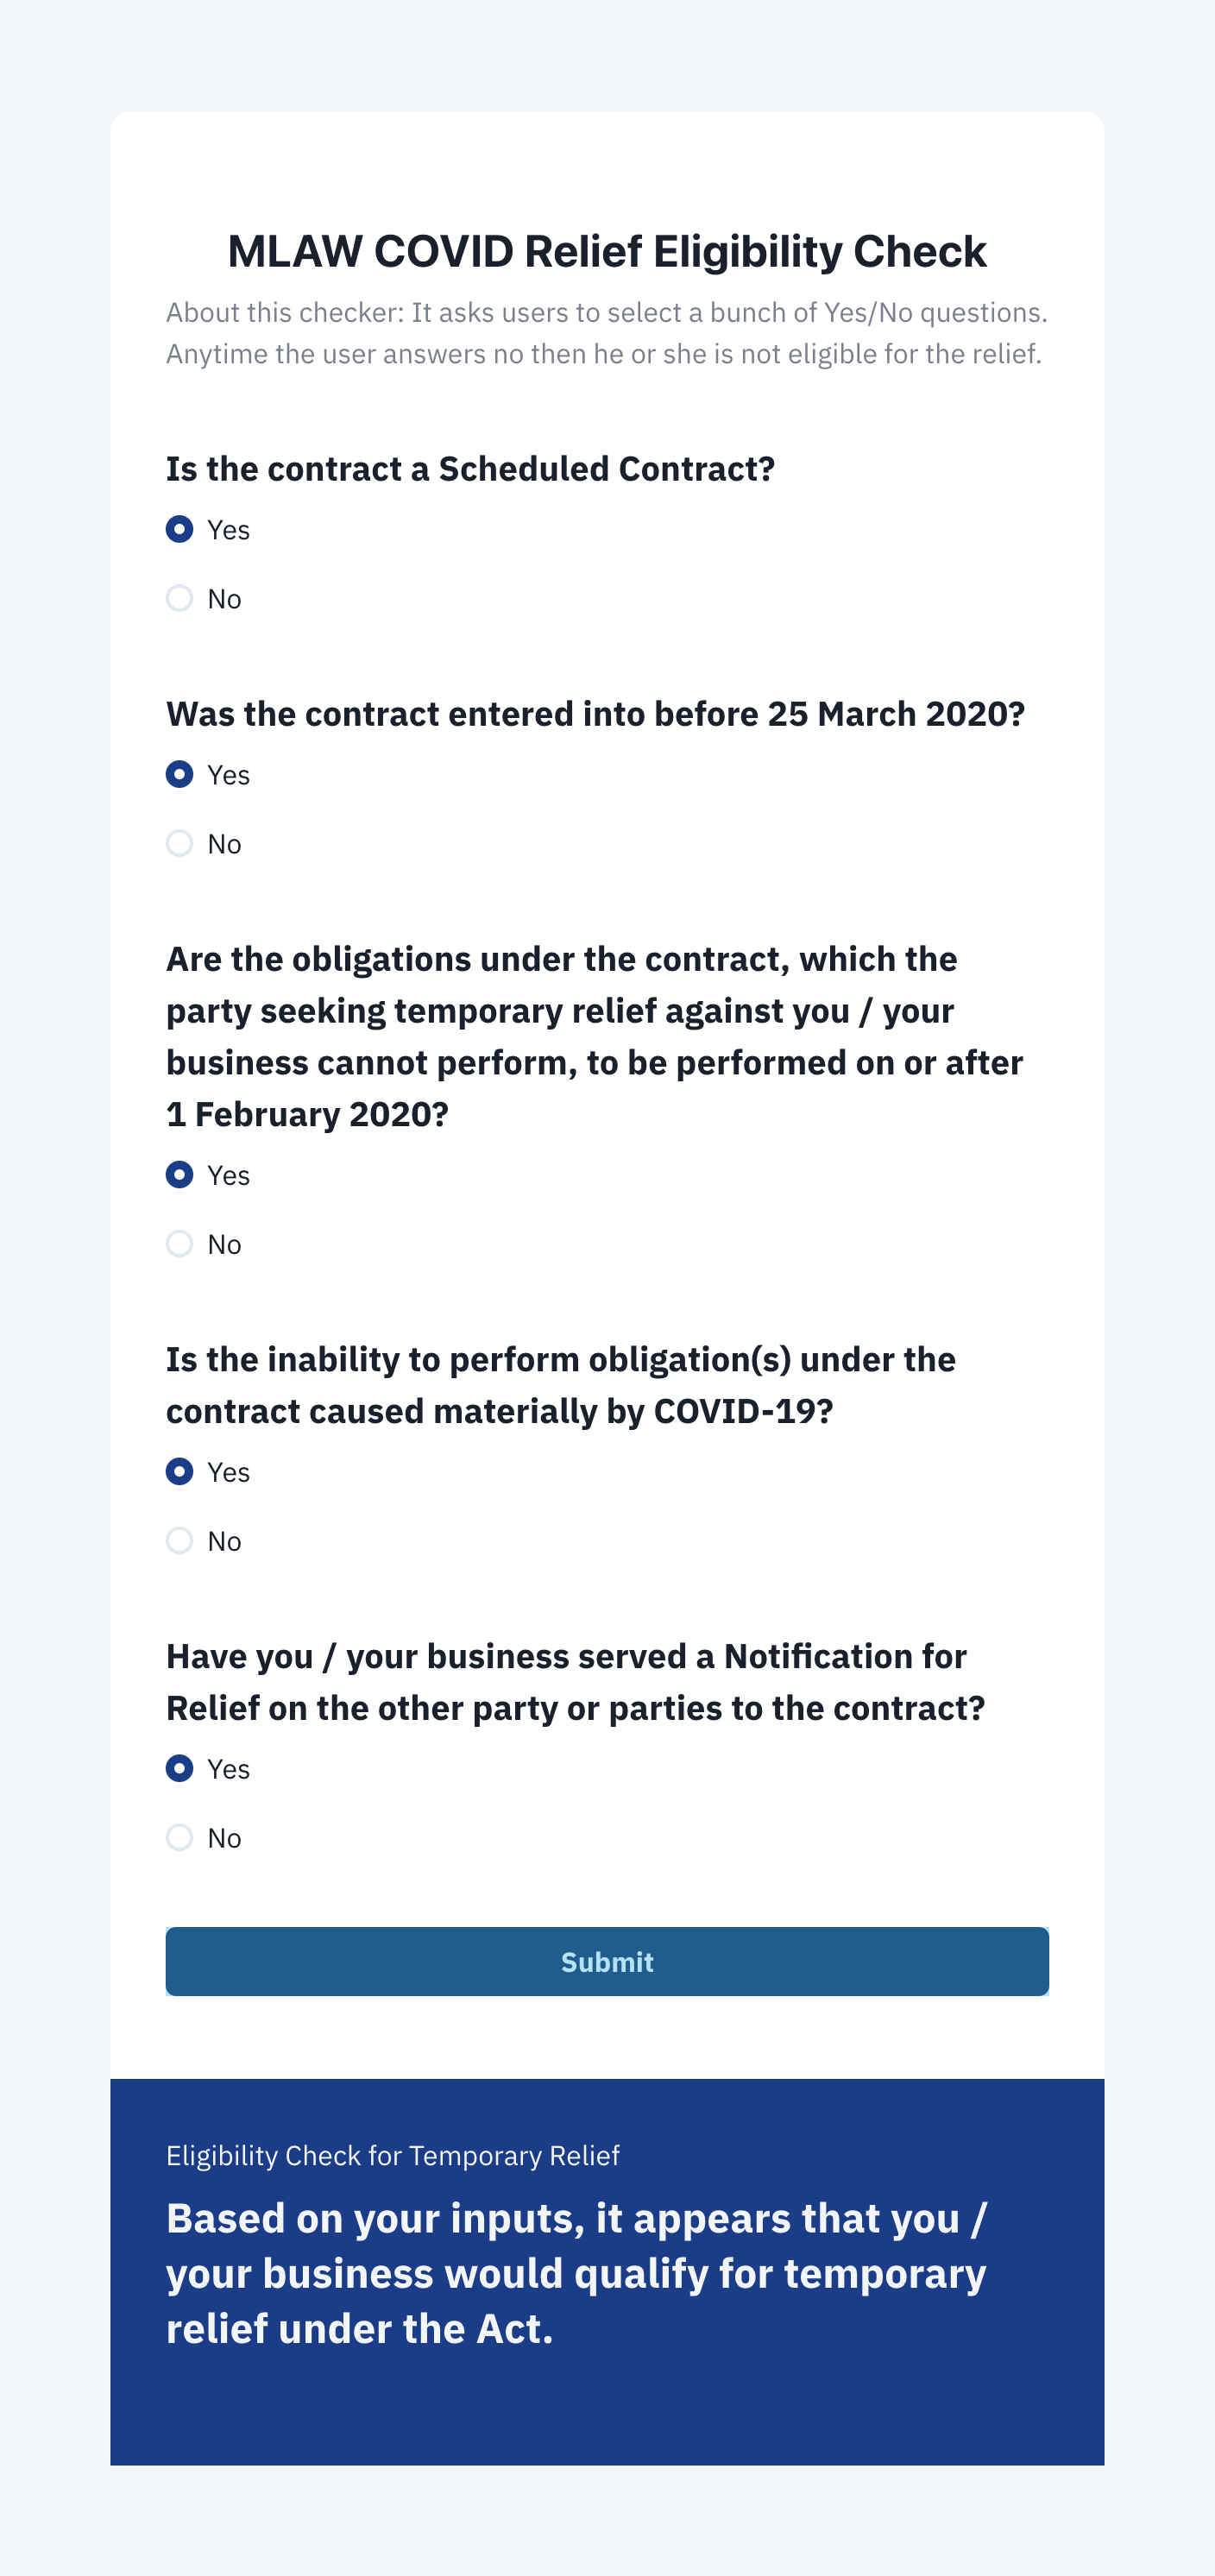 MLAW COVID Relief Eligibility Check
About this checker: It asks users to select a bunch of Yes/No questions.
Anytime the user answers no then he or she is not eligible for the relief.
Is the contract a Scheduled Contract?
Yes
No
Was the contract entered into before 25 March 2020?
Yes
No
Are the obligations under the contract, which the
party seeking temporary relief against you / your
business cannot perform, to be performed on or after
1 February 2020?
Yes
No
Is the inability to perform obligation(s) under the
contract caused materially by COVID-19?
Yes
No
Have you / your business served a Notification for
Relief on the other party or parties to the contract?
Yes
No
Submit
Eligibility Check for Temporary Relief
Based on your inputs, it appears that you /
your business would qualify for temporary
relief under the Act.